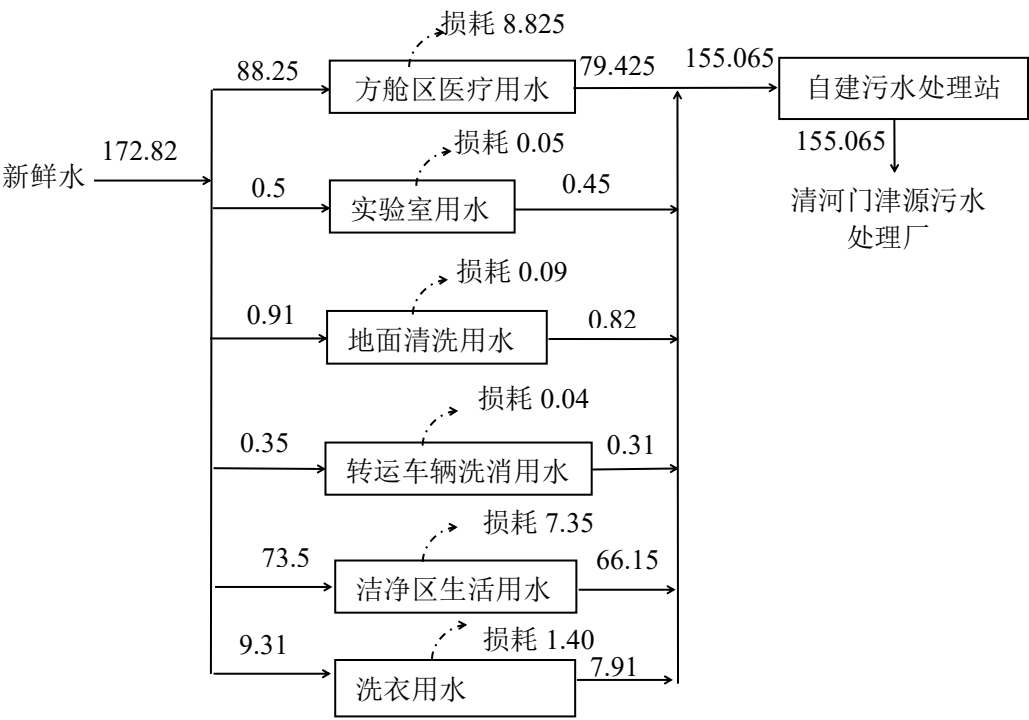 损耗 8.825
88.25
方舱区医疗用水
79.425
155.065
自建污水处理站
155.065
清河门津源污水
处理厂
新鲜水
172.82
损耗 0.05
0.5
实验室用水
0.45
损耗 0.09
0.91
地面清洗用水
0.82
损耗 0.04
0.35
转运车辆洗消用水
0.31
损耗 7.35
73.5
洁净区生活用水
66.15
损耗 1.40
9.31
洗衣用水
7.91